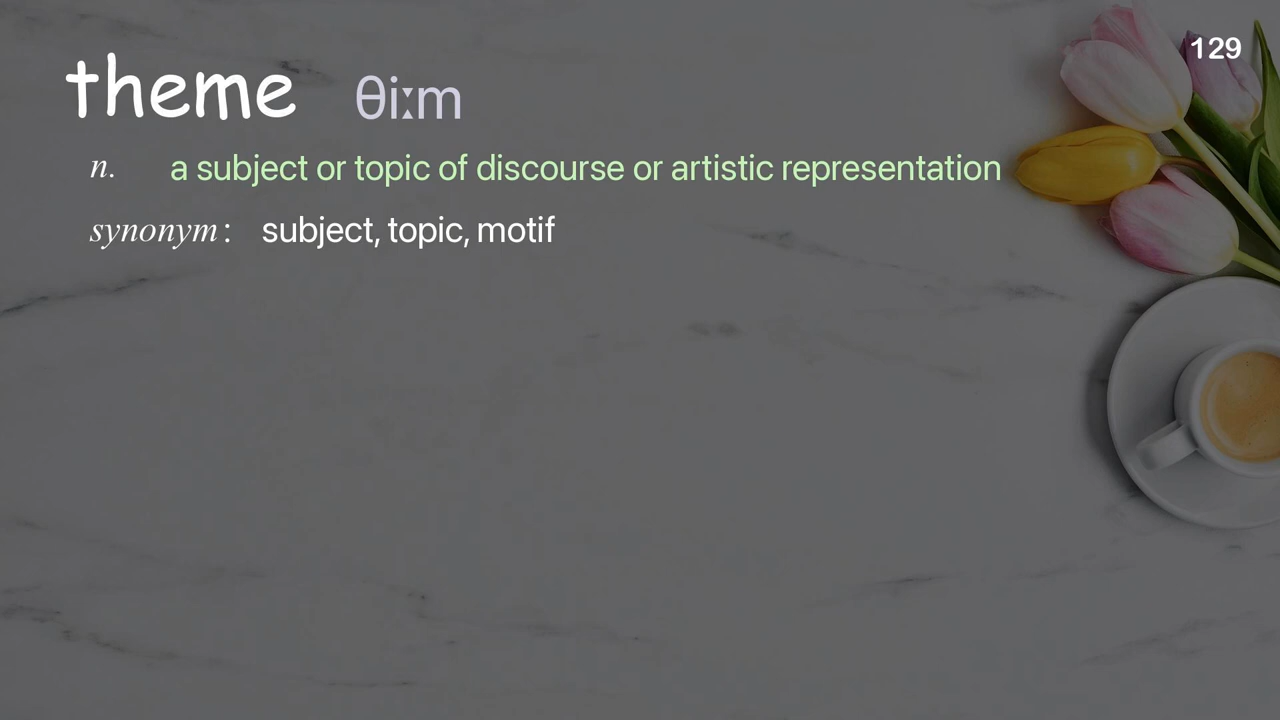 129
theme θiːm
n. a subject or topic of discourse or artistic representation
synonym: subject, topic, motif